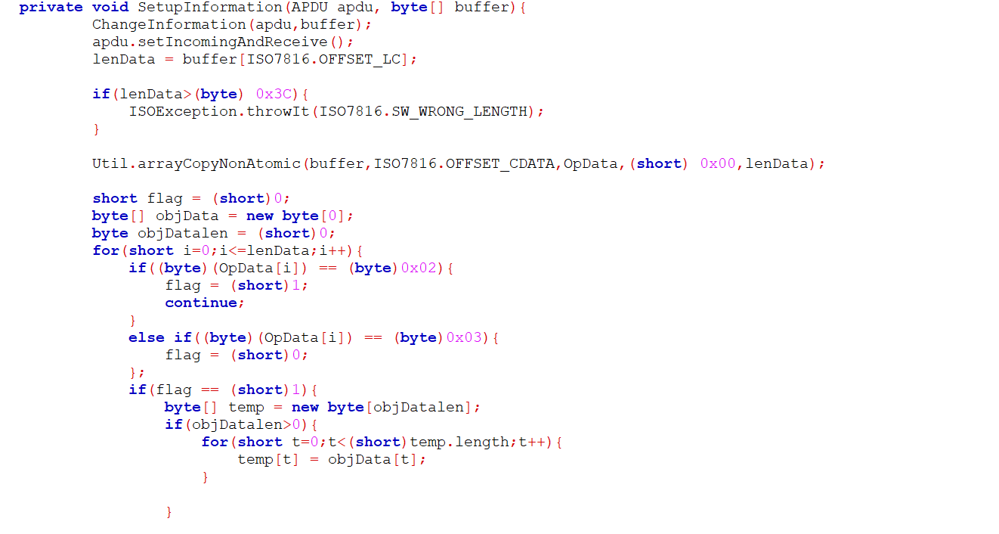 private void SetupInformation(APDU apdu, byte[] buffer){
ChangeInformation(apdu,buffer);
apdu.setIncomingAndReceive();
lenData = buffer[ISO7816.OFFSET_LC];
if(lenData>(byte) 0x3C){
ISOException.throwIt(ISO7816.SW_WRONG_LENGTH);
}
Util.arrayCopyNonAtomic(buffer,ISO7816.OFFSET_CDATA,OpData,(short) 0x00,lenData);
short flag = (short)0;
byte[] objData = new byte[0];
byte objDatalen = (short)0;
for(short i=0;i<=lenData;i++){
if((byte)(OpData[i]) == (byte)0x02){
flag = (short)1;
continue;
}
else if((byte)(OpData[i]) == (byte)0x03){
flag = (short)0;
};
if(flag == (short)1){
byte[] temp = new byte[objDatalen];
if(objDatalen>0){
for(short t=0;t<(short)temp.length;t++){
temp[t] = objData[t];
}
}